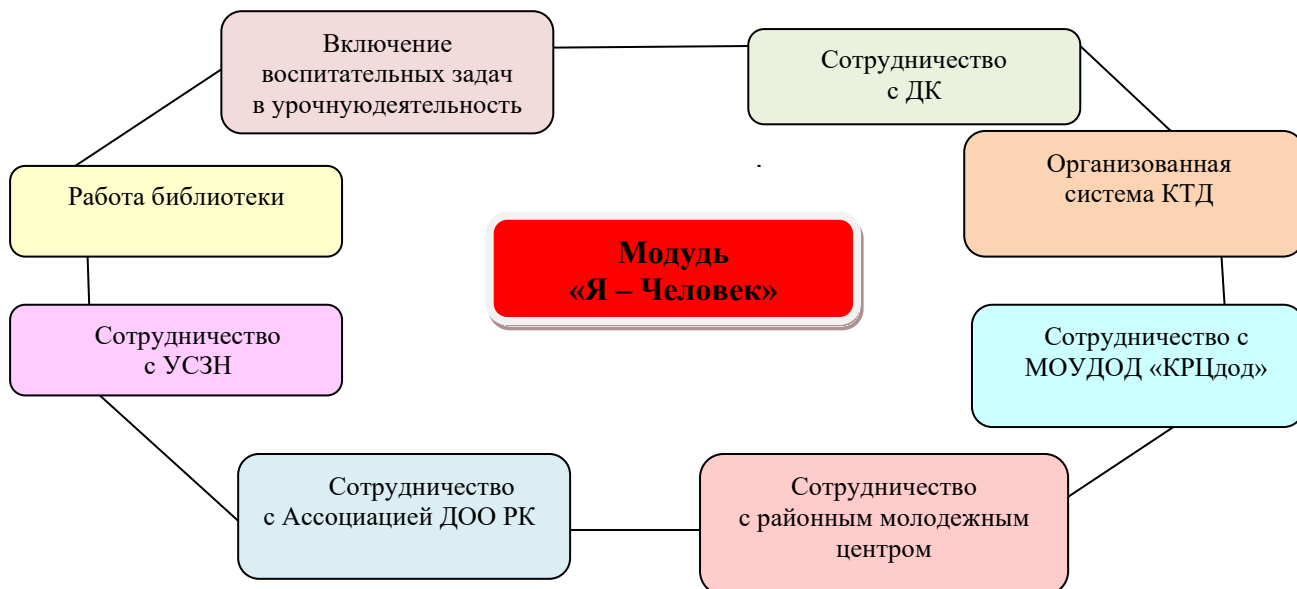 Включение
воспитательных задач
в урочнуюдеятельность
Сотрудничество
с ДК
Организованная
система КТД
Работа библиотеки
Модудь
«Я – Человек»
Сотрудничество
с УСЗН
Сотрудничество с
МОУДОД «КРЦдод»
Сотрудничество
с Ассоциацией ДОО РК
Сотрудничество
с районным молодежным
центром